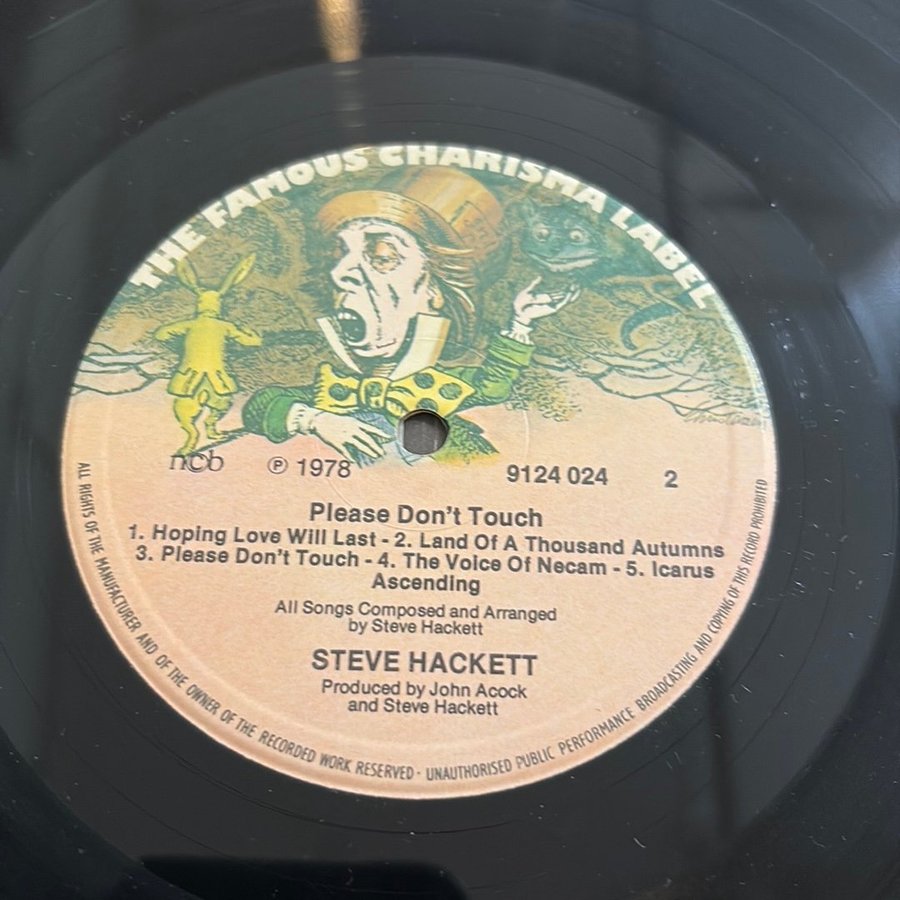 THE FAMOUS CHARISMA LABEL
ncb ℗ 1978 9124 024 2
Please Don't Touch
1. Hoping Love Will Last - 2. Land Of A Thousand Autumns
3. Please Don't Touch - 4. The Voice Of Necam - 5. Icarus
Ascending
All Songs Composed and Arranged
by Steve Hackett
STEVE HACKETT
Produced by John Acock
and Steve Hackett
ALL RIGHTS OF THE MANUFACTURER AND OF THE OWNER OF THE RECORDED WORK RESERVED · UNAUTHORISED PUBLIC PERFORMANCE BROADCASTING AND COPYING OF THIS RECORD PROHIBITED